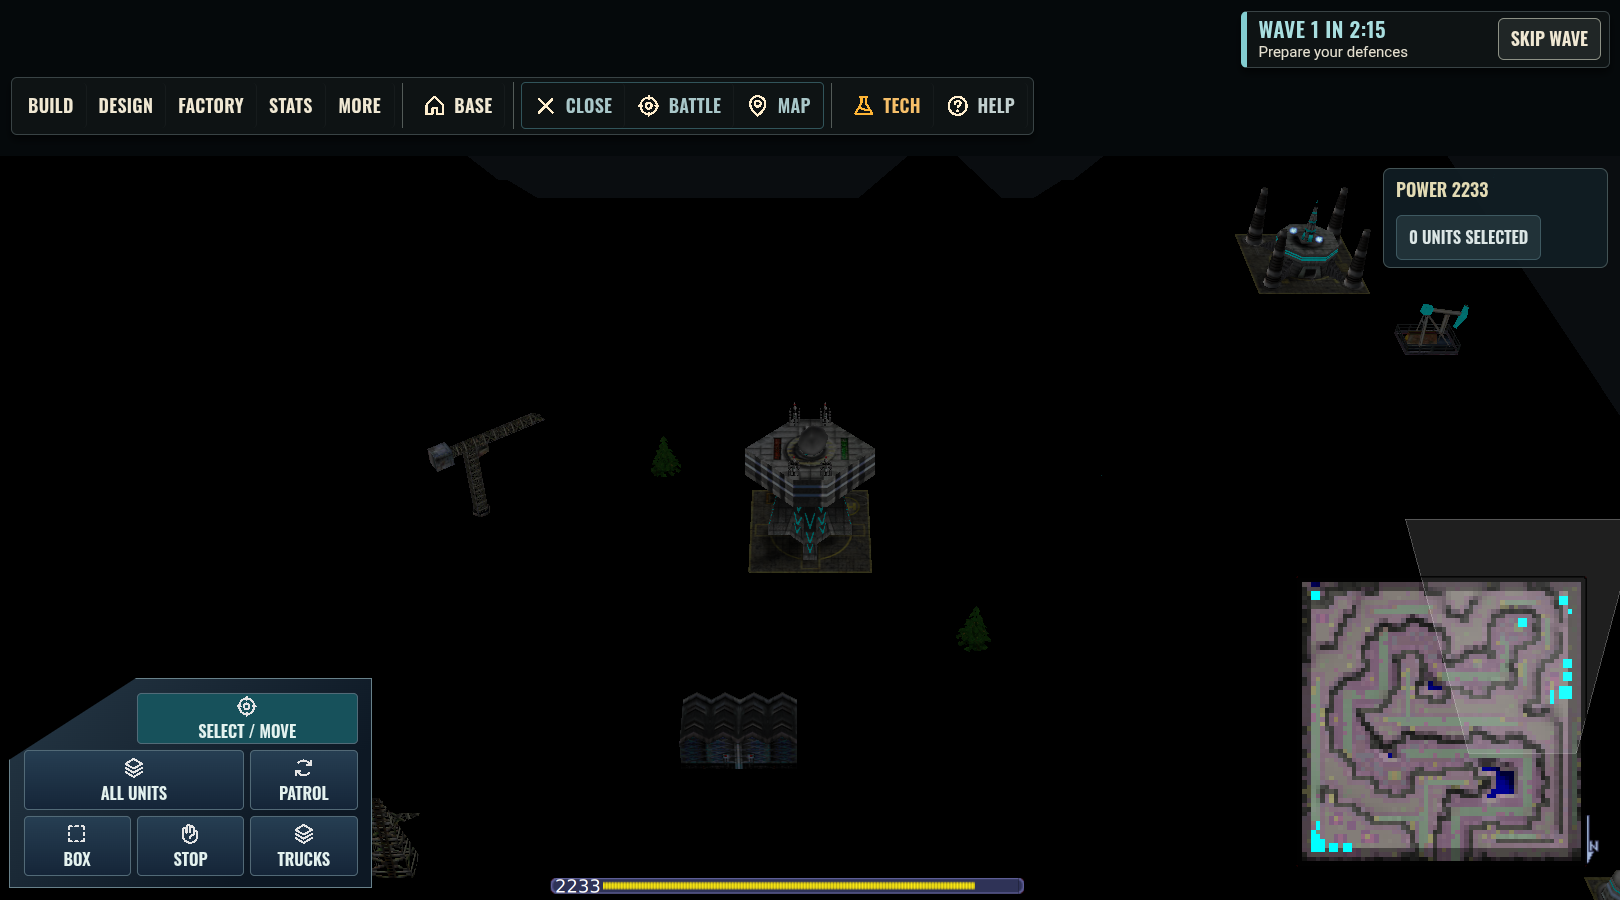 WAVE 1 IN 2:15
Prepare your defences
SKIP WAVE
BUILD DESIGN FACTORY STATS MORE BASE CLOSE BATTLE MAP TECH HELP
POWER 2233
0 UNITS SELECTED
SELECT / MOVE
ALL UNITS PATROL
BOX STOP TRUCKS
N
2233